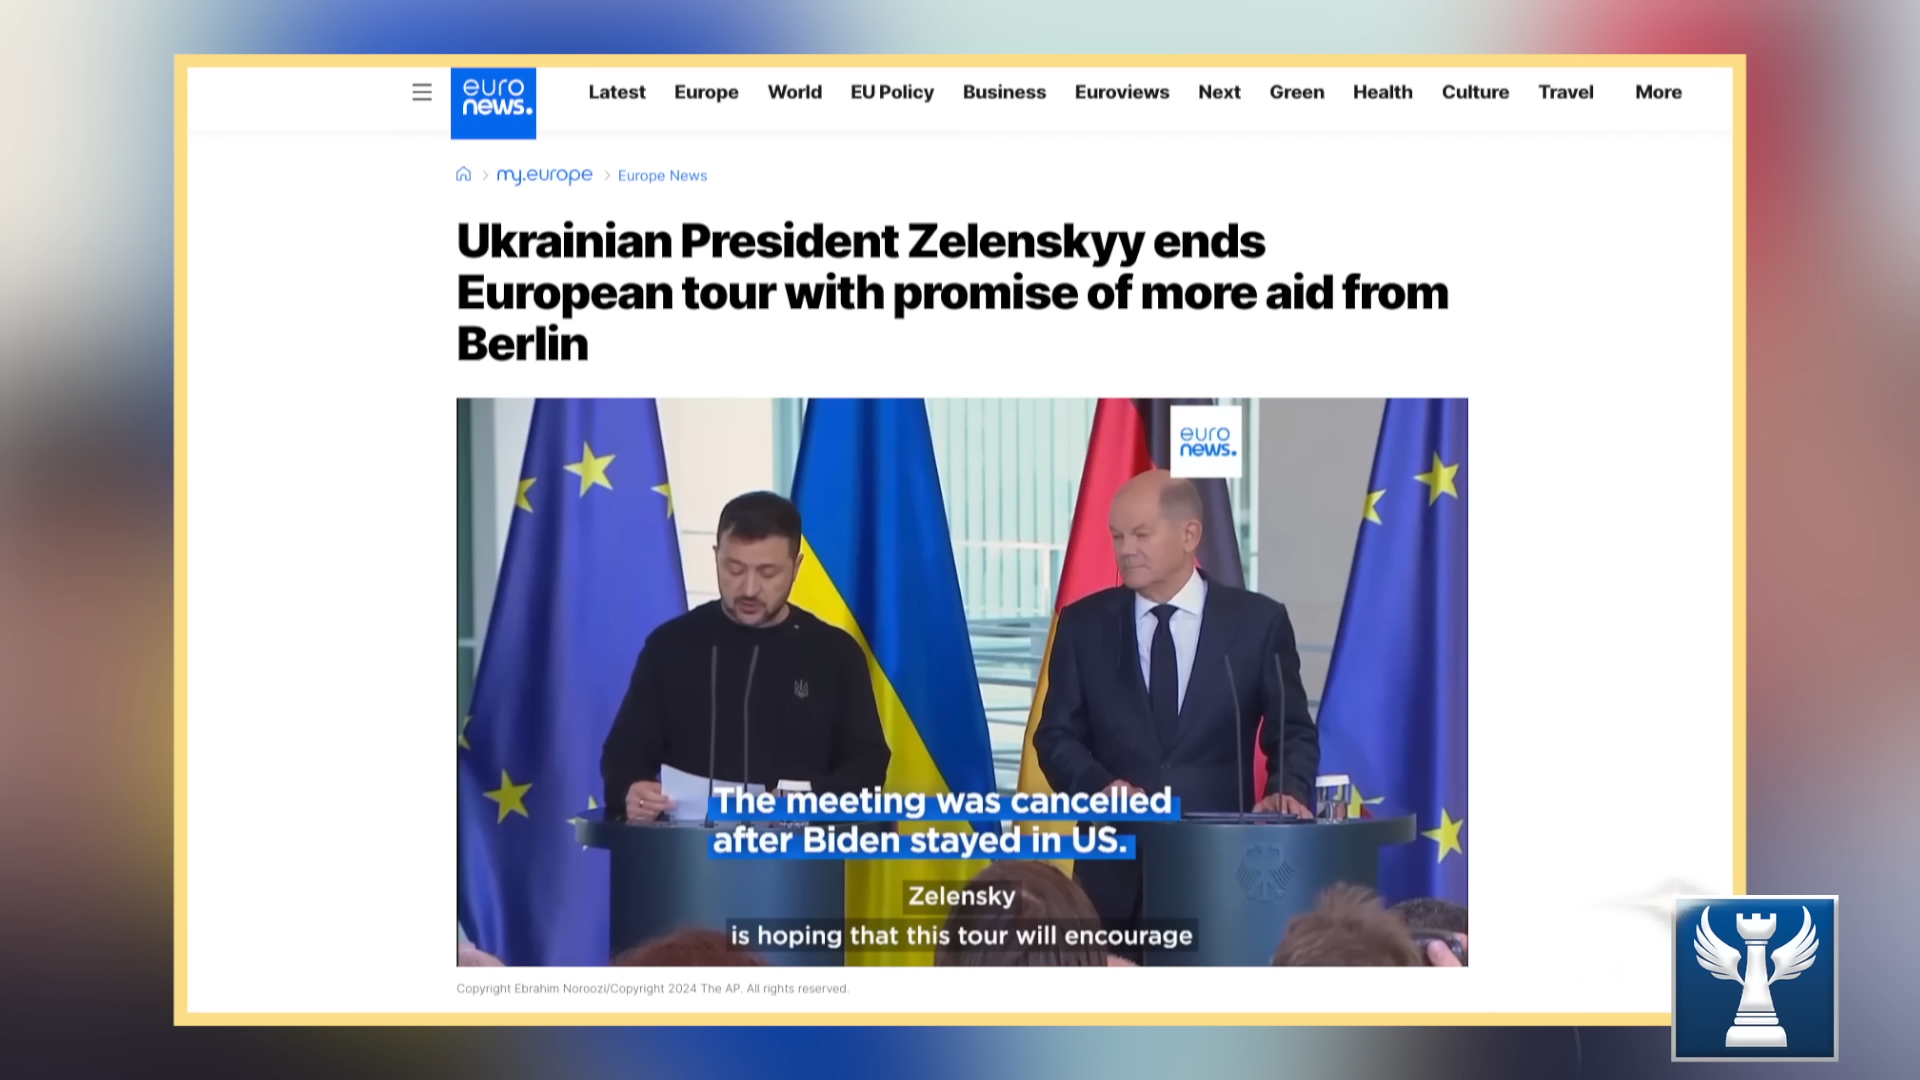 euro
news.
Latest Europe World EU Policy Business Euroviews Next Green Health Culture Travel More
my.europe Europe News
Ukrainian President Zelenskyy ends
European tour with promise of more aid from
Berlin
euro
news.
The meeting was cancelled
after Biden stayed in US.
Zelensky
is hoping that this tour will encourage
Copyright Ebrahim Noroozi/Copyright 2024 The AP. All rights reserved.